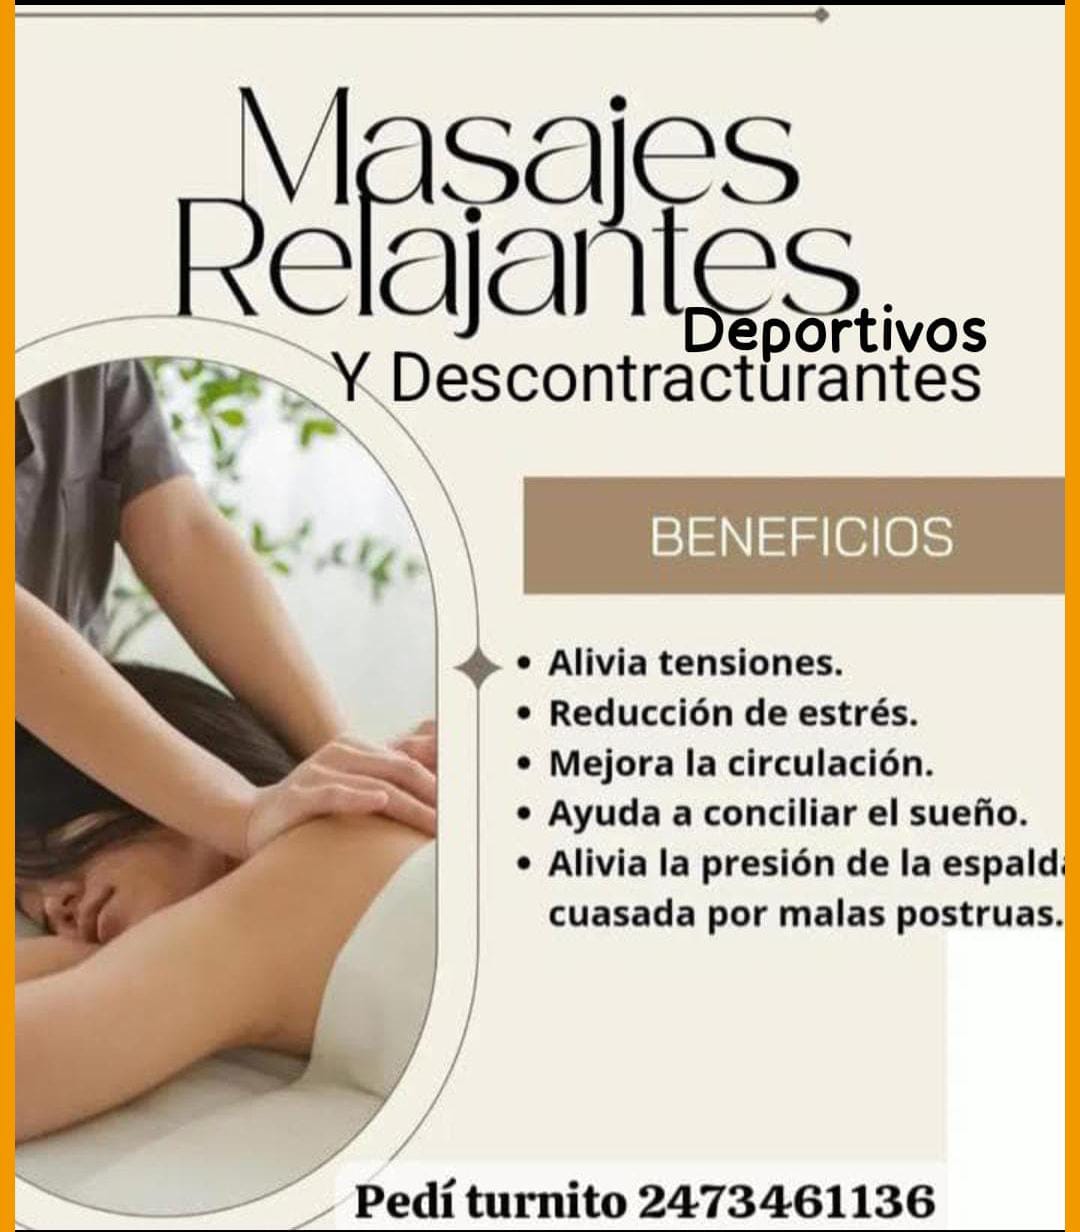 Masajes
Relajantes
Deportivos
Y Descontracturantes
BENEFICIOS
• Alivia tensiones.
• Reducción de estrés.
• Mejora la circulación.
• Ayuda a conciliar el sueño.
• Alivia la presión de la espalda
cuasada por malas postruas.
Pedí turnito 2473461136